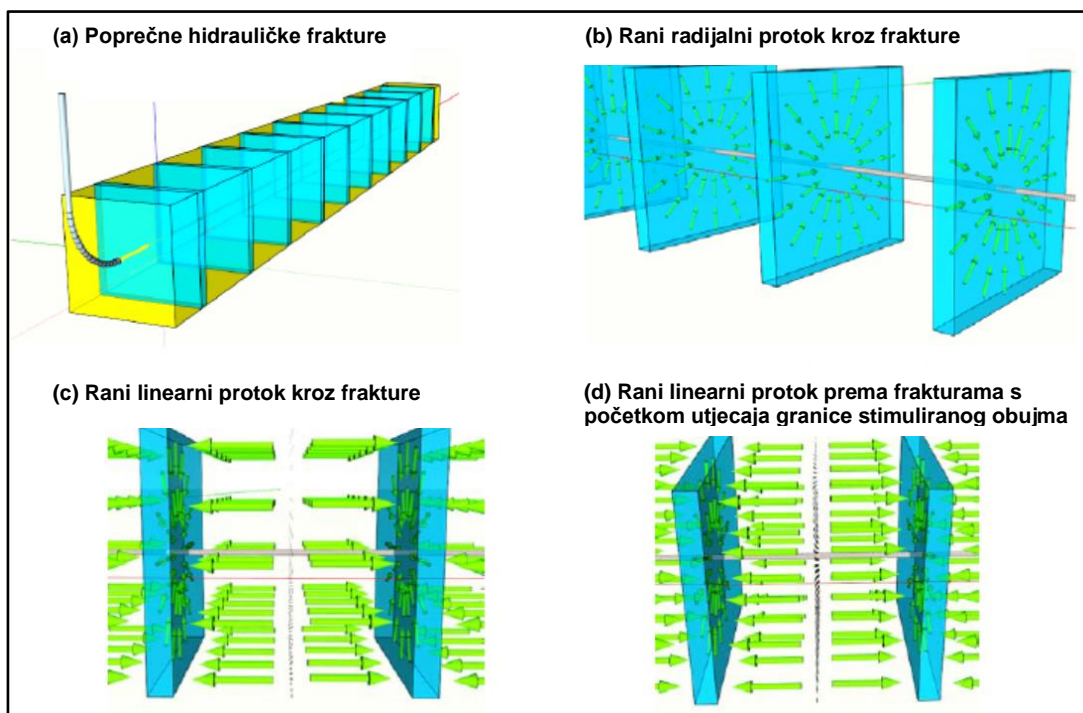 (a) Poprečne hidrauličke frakture
(b) Rani radijalni protok kroz frakture
(c) Rani linearni protok kroz frakture
(d) Rani linearni protok prema frakturama s
početkom utjecaja granice stimuliranog obujma